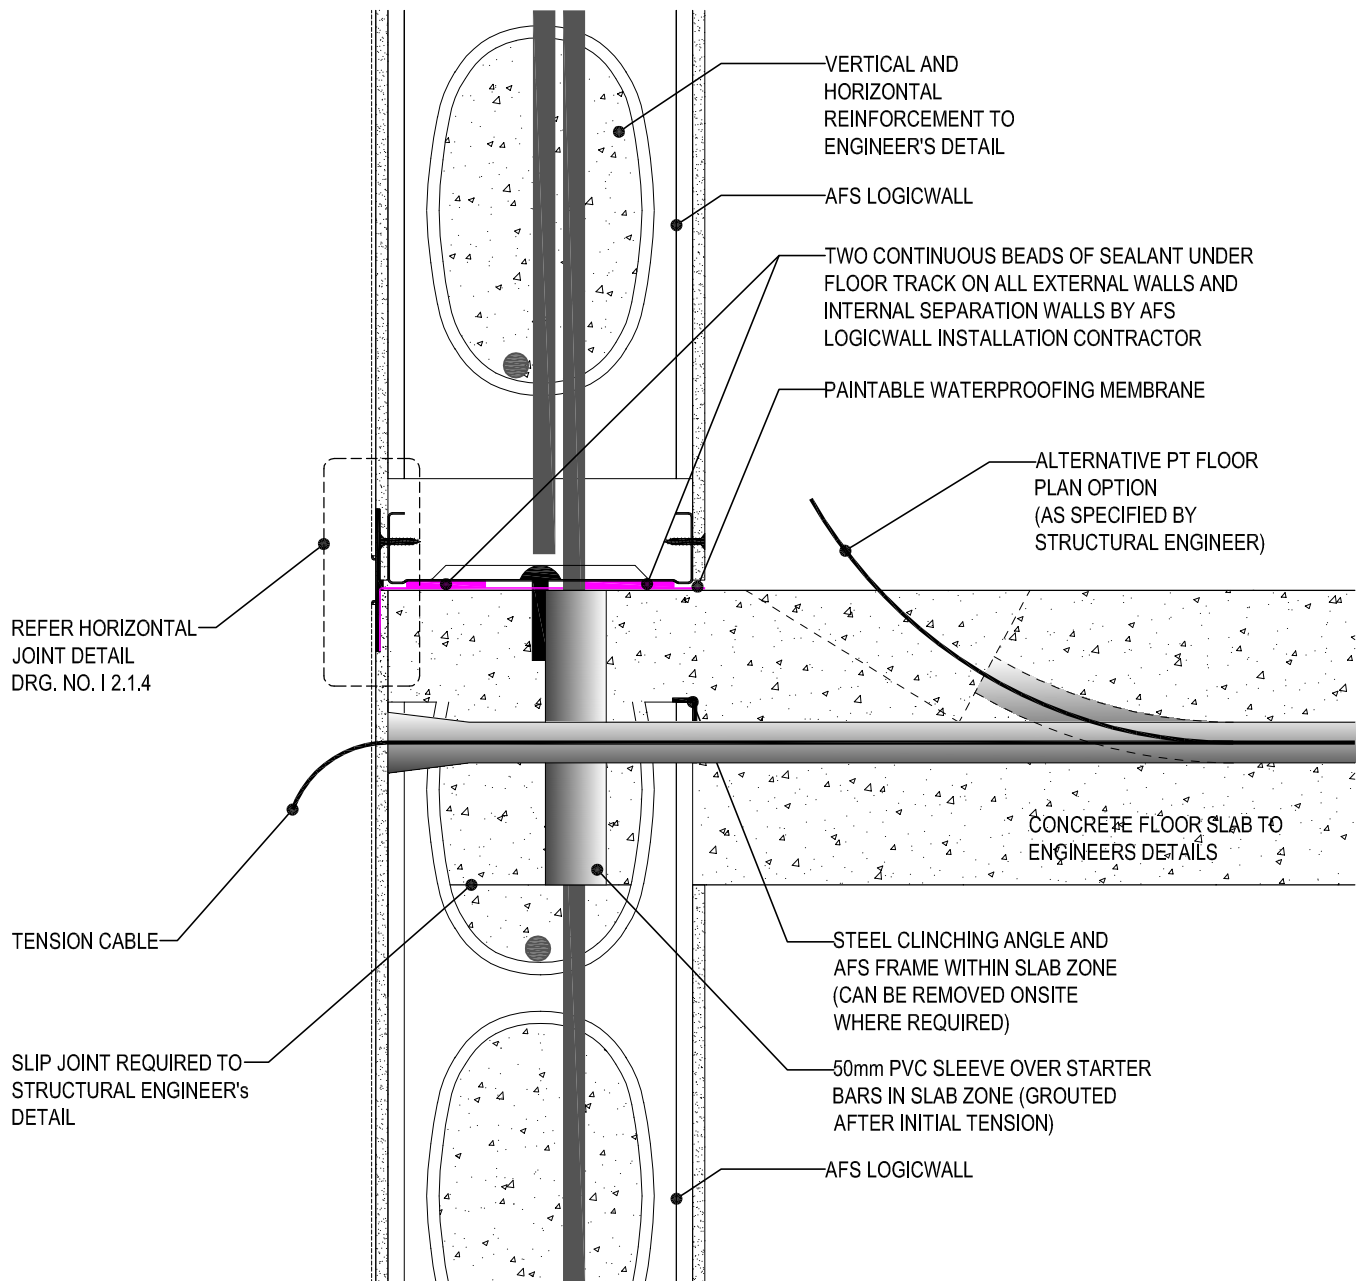 VERTICAL AND
HORIZONTAL
REINFORCEMENT TO
ENGINEER'S DETAIL
AFS LOGICWALL
TWO CONTINUOUS BEADS OF SEALANT UNDER
FLOOR TRACK ON ALL EXTERNAL WALLS AND
INTERNAL SEPARATION WALLS BY AFS
LOGICWALL INSTALLATION CONTRACTOR
PAINTABLE WATERPROOFING MEMBRANE
ALTERNATIVE PT FLOOR
PLAN OPTION
(AS SPECIFIED BY
STRUCTURAL ENGINEER)
REFER HORIZONTAL
JOINT DETAIL
DRG. NO. I 2.1.4
CONCRETE FLOOR SLAB TO
ENGINEERS DETAILS
TENSION CABLE
STEEL CLINCHING ANGLE AND
AFS FRAME WITHIN SLAB ZONE
(CAN BE REMOVED ONSITE
WHERE REQUIRED)
SLIP JOINT REQUIRED TO
STRUCTURAL ENGINEER's
DETAIL
50mm PVC SLEEVE OVER STARTER
BARS IN SLAB ZONE (GROUTED
AFTER INITIAL TENSION)
AFS LOGICWALL